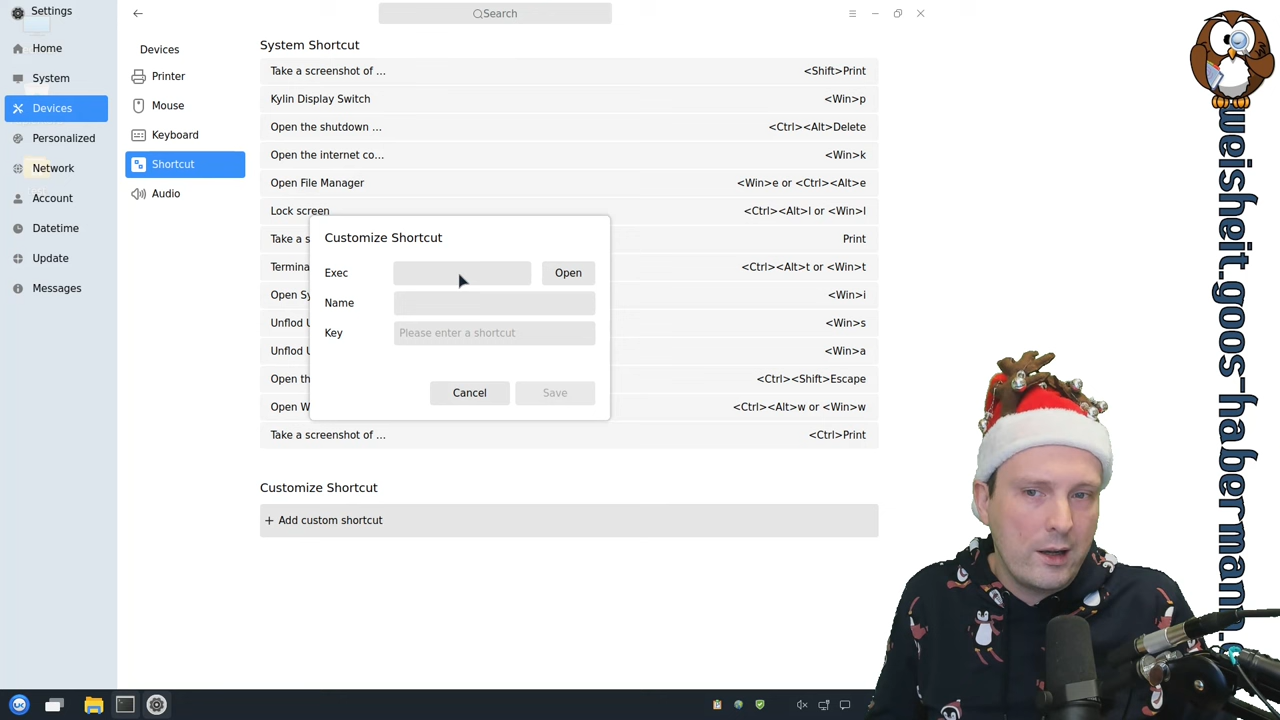 Settings
Search
Home
System
Devices
Personalized
Network
Account
Datetime
Update
Messages
Devices
Printer
Mouse
Keyboard
Shortcut
Audio
System Shortcut
Take a screenshot of ... <Shift>Print
Kylin Display Switch <Win>p
Open the shutdown ... <Ctrl><Alt>Delete
Open the internet co... <Win>k
Open File Manager <Win>e or <Ctrl><Alt>e
Lock screen <Ctrl><Alt>l or <Win>l
Take a s Print
Termina <Ctrl><Alt>t or <Win>t
Open Sy <Win>i
Unflod U <Win>s
Unflod U <Win>a
Open th <Ctrl><Shift>Escape
Open W <Ctrl><Alt>w or <Win>w
Take a screenshot of ... <Ctrl>Print
Customize Shortcut
Exec Open
Name
Key Please enter a shortcut
Cancel Save
Customize Shortcut
+ Add custom shortcut
weisheit.goos-habermann.